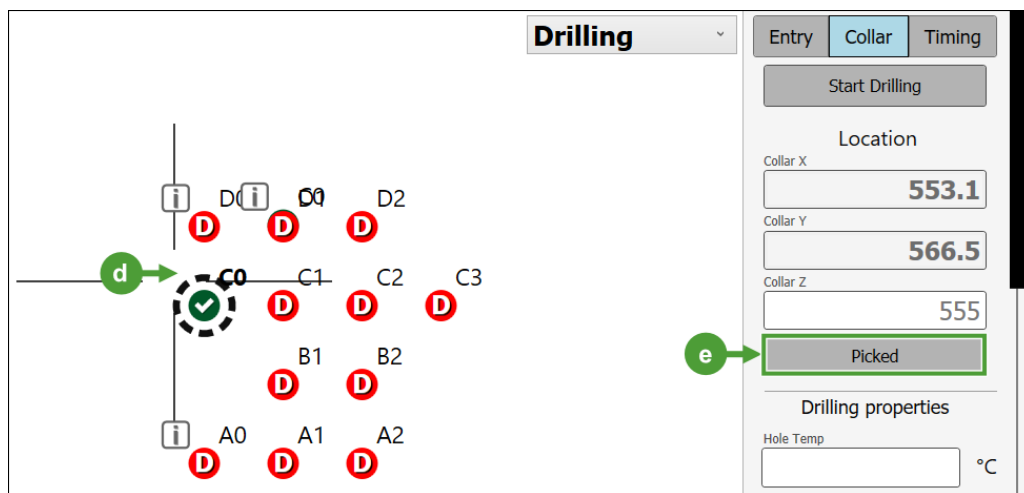 Drilling
Entry Collar Timing
Start Drilling
Location
Collar X
553.1
Collar Y
566.5
Collar Z
555
Picked
Drilling properties
Hole Temp
°C
i i D2
D D D
d C0 C1 C2 C3
D D D
e
B1 B2
D D
i A0 A1 A2
D D D